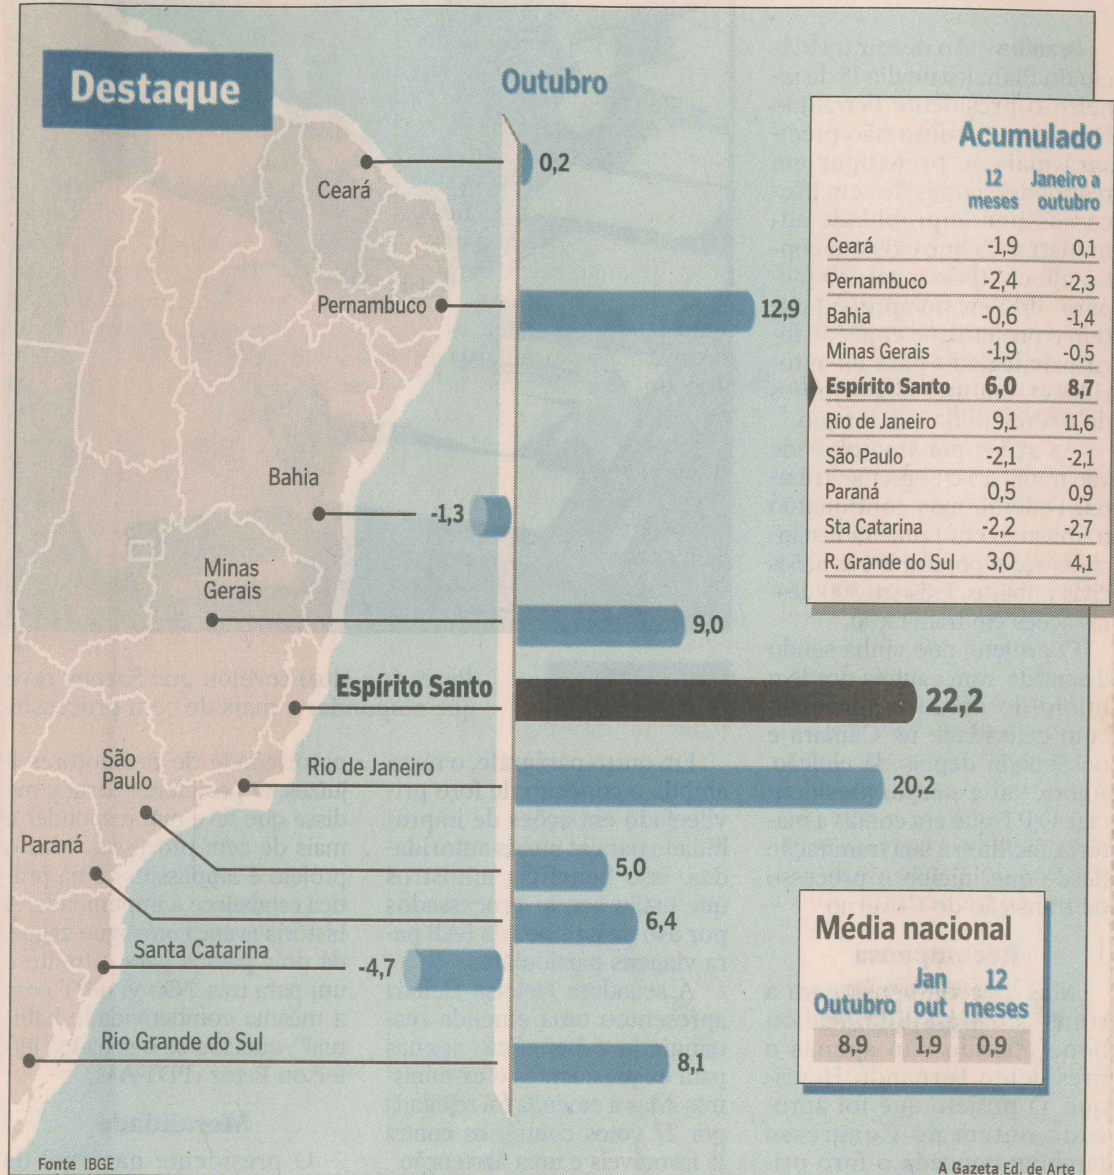 Destaque
Outubro
Ceará
0,2
Pernambuco
12,9
Bahia
-1,3
Minas
Gerais
9,0
Espírito Santo
22,2
Rio de Janeiro
20,2
São
Paulo
5,0
Paraná
6,4
Santa Catarina
-4,7
Rio Grande do Sul
8,1
Acumulado
12 meses Janeiro a outubro
Ceará -1,9 0,1
Pernambuco -2,4 -2,3
Bahia -0,6 -1,4
Minas Gerais -1,9 -0,5
Espírito Santo 6,0 8,7
Rio de Janeiro 9,1 11,6
São Paulo -2,1 -2,1
Paraná 0,5 0,9
Sta Catarina -2,2 -2,7
R. Grande do Sul 3,0 4,1
Média nacional
Outubro Jan out 12 meses
8,9 1,9 0,9
Fonte IBGE
A Gazeta Ed. de Arte